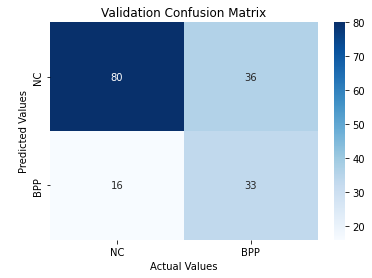 Validation Confusion Matrix
80
70
60
50
40
30
20
Predicted Values
NC
80
36
BPP
16
33
NC
BPP
Actual Values